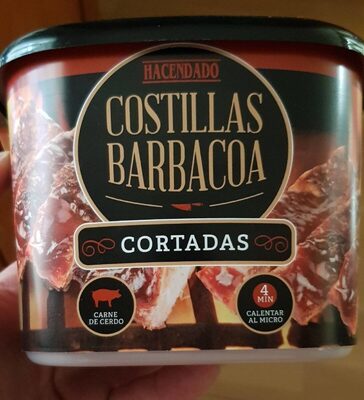 HACENDADO
COSTILLAS
BARBACOA
CORTADAS
CARNE
DE CERDO
4
MIN
CALENTAR
AL MICRO